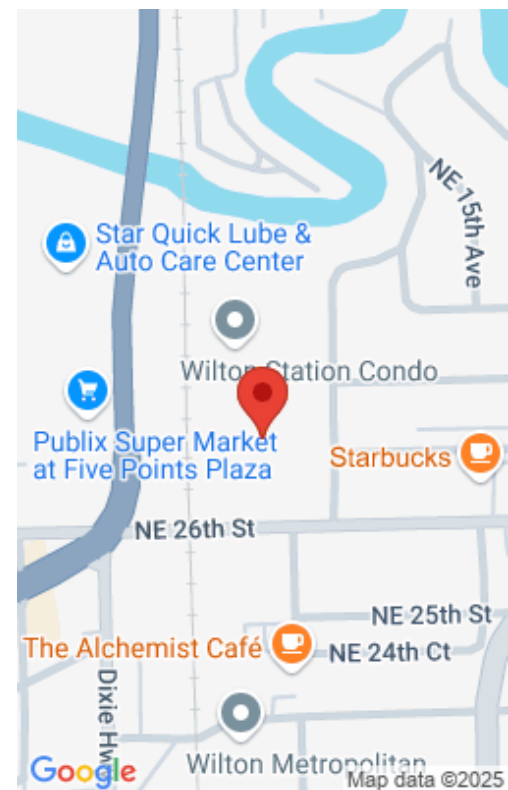 NE 15th Ave
Star Quick Lube &
Auto Care Center
Wilton Station Condo
Publix Super Market
at Five Points Plaza
Starbucks
NE 26th St
NE 25th St
The Alchemist Café
NE 24th Ct
Dixie Hw
Wilton Metropolitan
Google
Map data ©2025